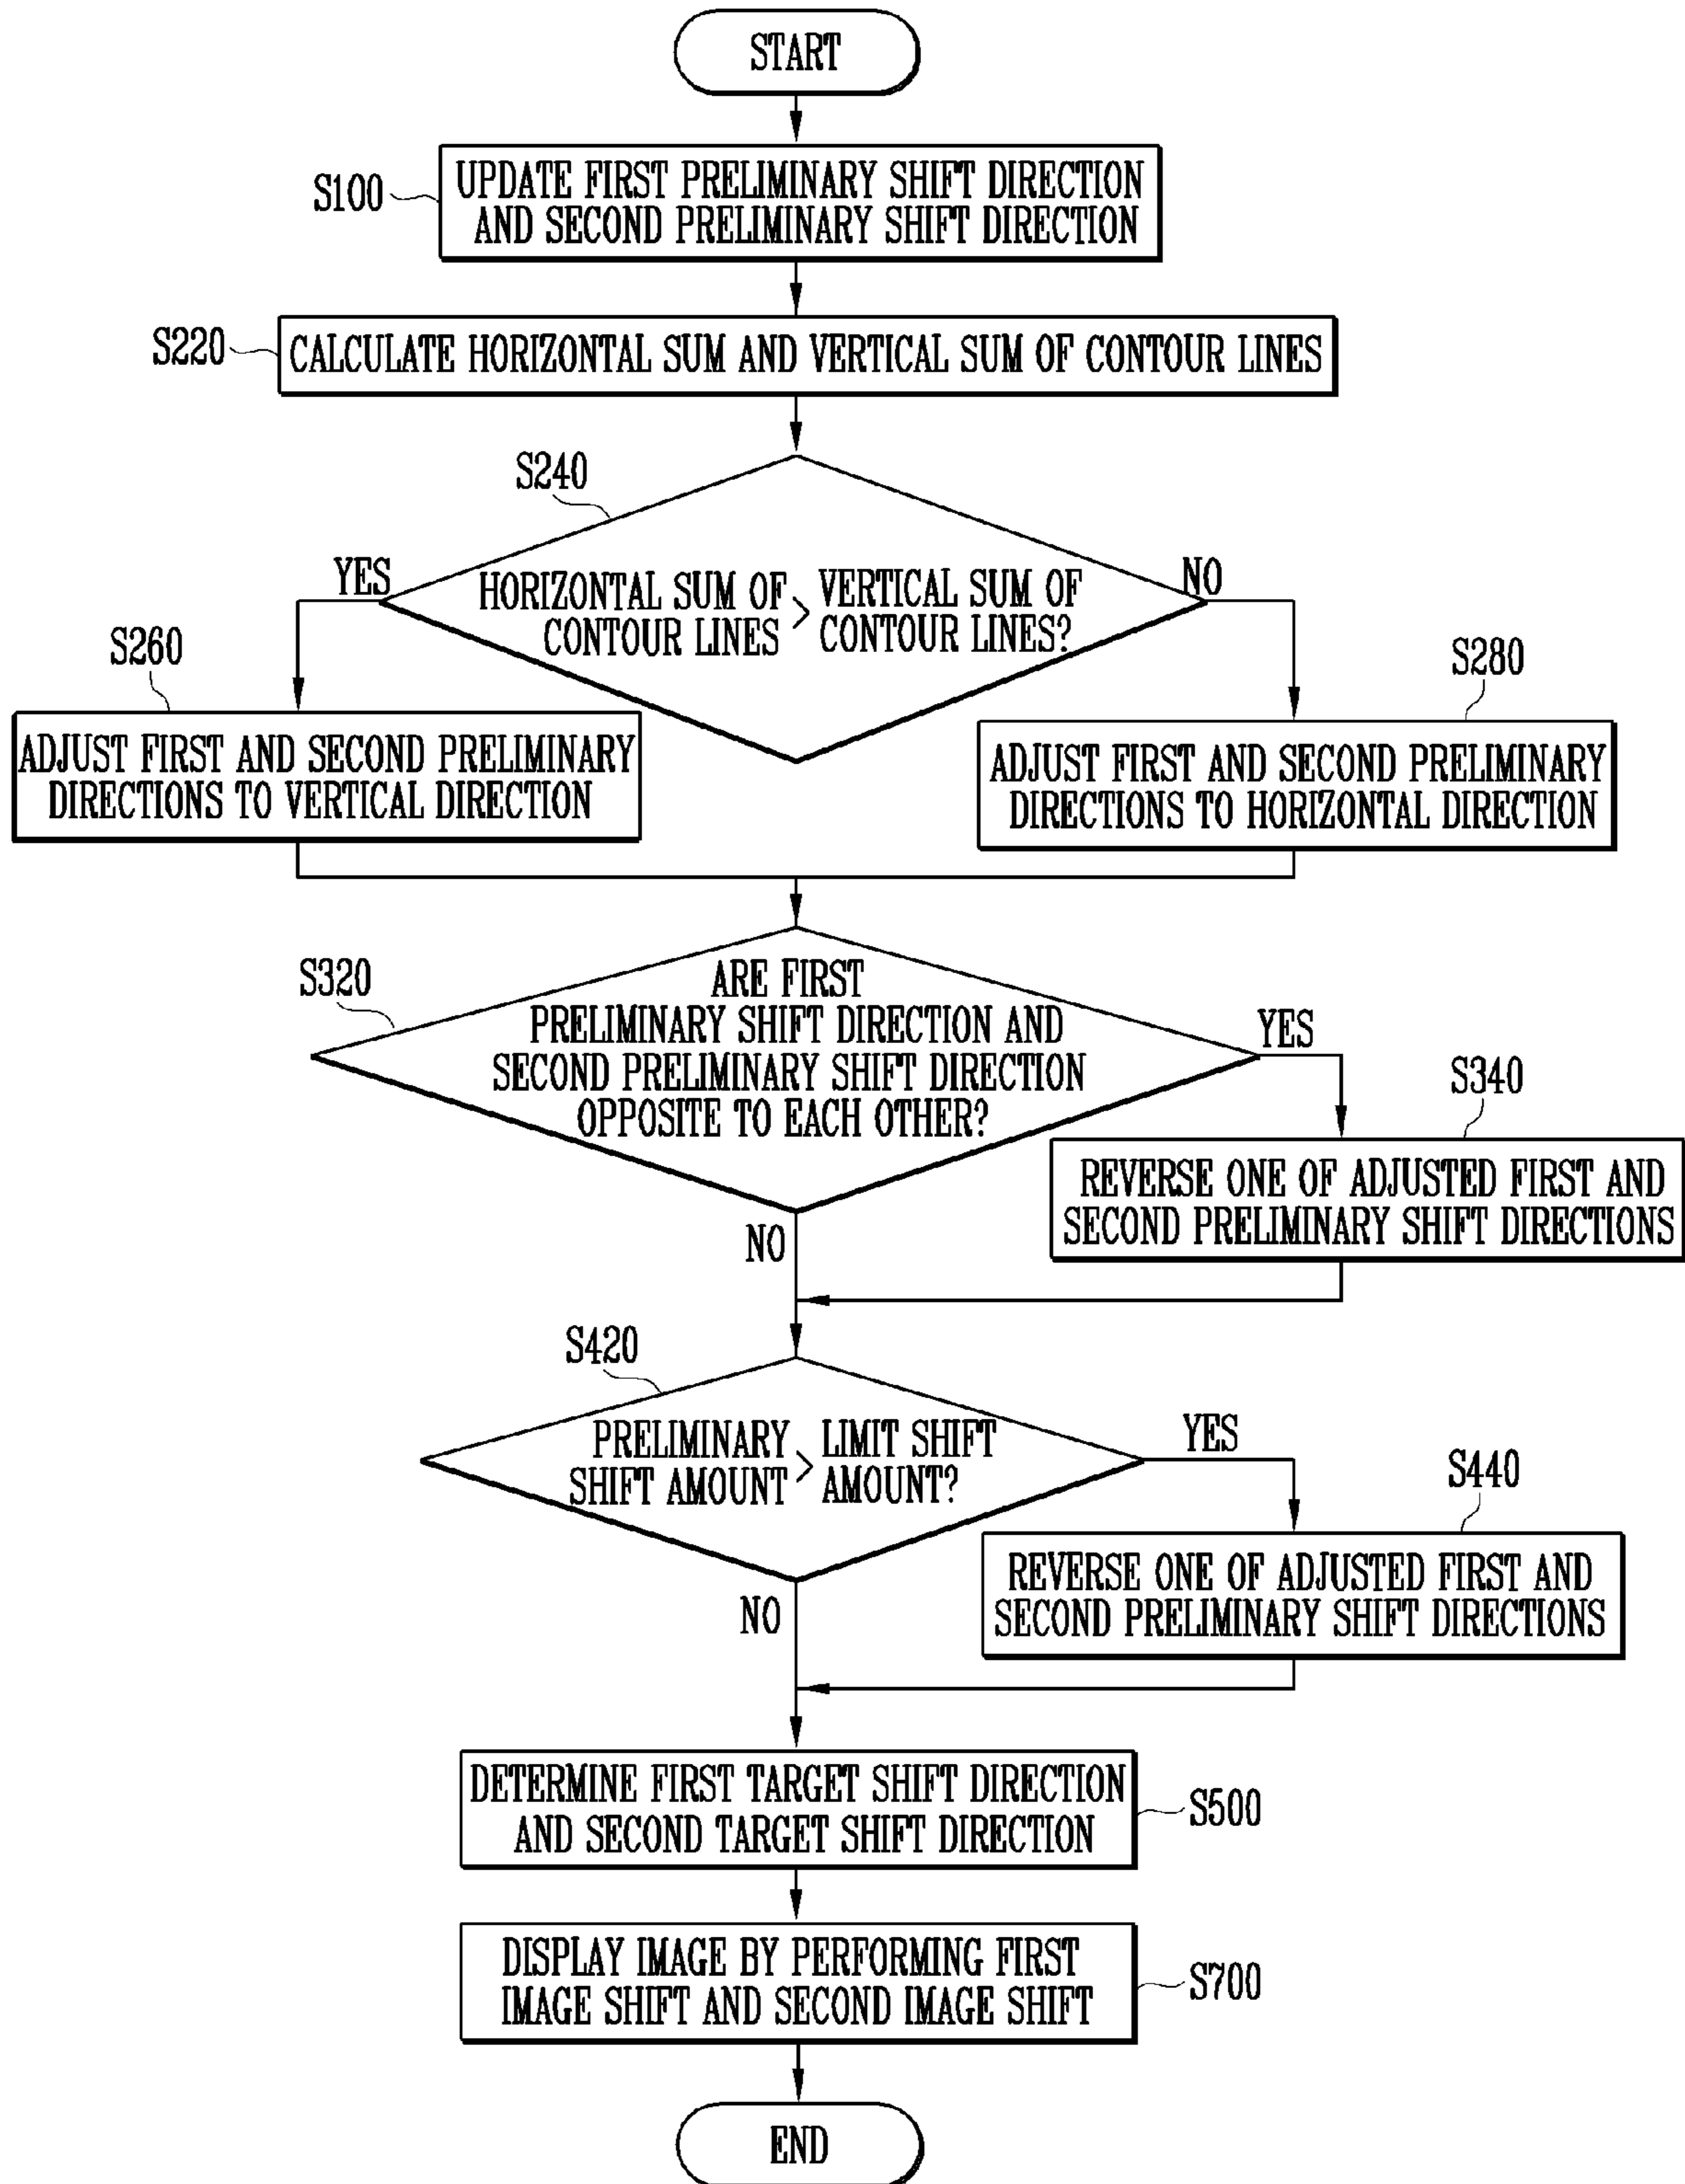 START
S100
UPDATE FIRST PRELIMINARY SHIFT DIRECTION
AND SECOND PRELIMINARY SHIFT DIRECTION
S220
CALCULATE HORIZONTAL SUM AND VERTICAL SUM OF CONTOUR LINES
S240
YES
HORIZONTAL SUM OF
CONTOUR LINES
>
VERTICAL SUM OF
CONTOUR LINES?
NO
S260
ADJUST FIRST AND SECOND PRELIMINARY
DIRECTIONS TO VERTICAL DIRECTION
S280
ADJUST FIRST AND SECOND PRELIMINARY
DIRECTIONS TO HORIZONTAL DIRECTION
S320
ARE FIRST
PRELIMINARY SHIFT DIRECTION AND
SECOND PRELIMINARY SHIFT DIRECTION
OPPOSITE TO EACH OTHER?
YES
S340
REVERSE ONE OF ADJUSTED FIRST AND
SECOND PRELIMINARY SHIFT DIRECTIONS
NO
S420
PRELIMINARY
SHIFT AMOUNT
>
LIMIT SHIFT
AMOUNT?
YES
S440
REVERSE ONE OF ADJUSTED FIRST AND
SECOND PRELIMINARY SHIFT DIRECTIONS
NO
DETERMINE FIRST TARGET SHIFT DIRECTION
AND SECOND TARGET SHIFT DIRECTION
S500
DISPLAY IMAGE BY PERFORMING FIRST
IMAGE SHIFT AND SECOND IMAGE SHIFT
S700
END